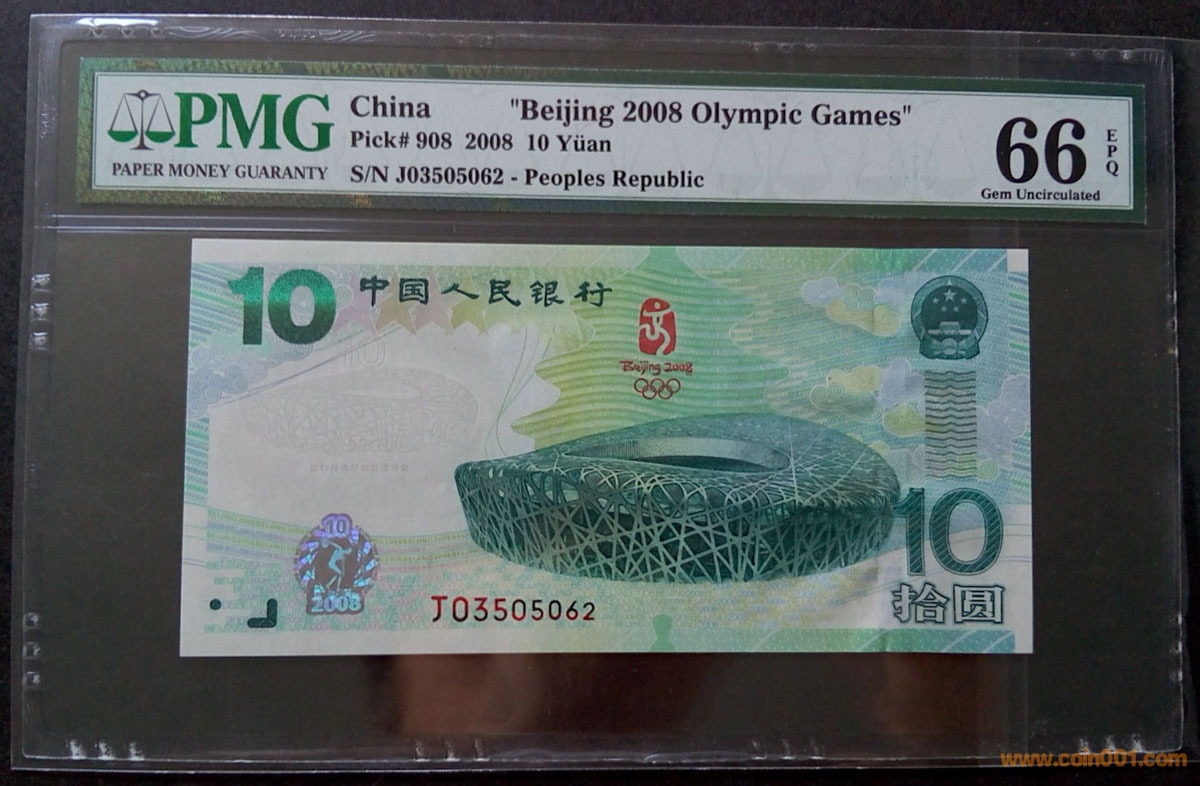 PMG
PAPER MONEY GUARANTY
China "Beijing 2008 Olympic Games"
Pick# 908 2008 10 Yüan
S/N J03505062 - Peoples Republic
66
EPQ
Gem Uncirculated
10
中国人民银行
Beijing 2008
10
10
2008
J03505062
10
拾圆
www.coin001.com